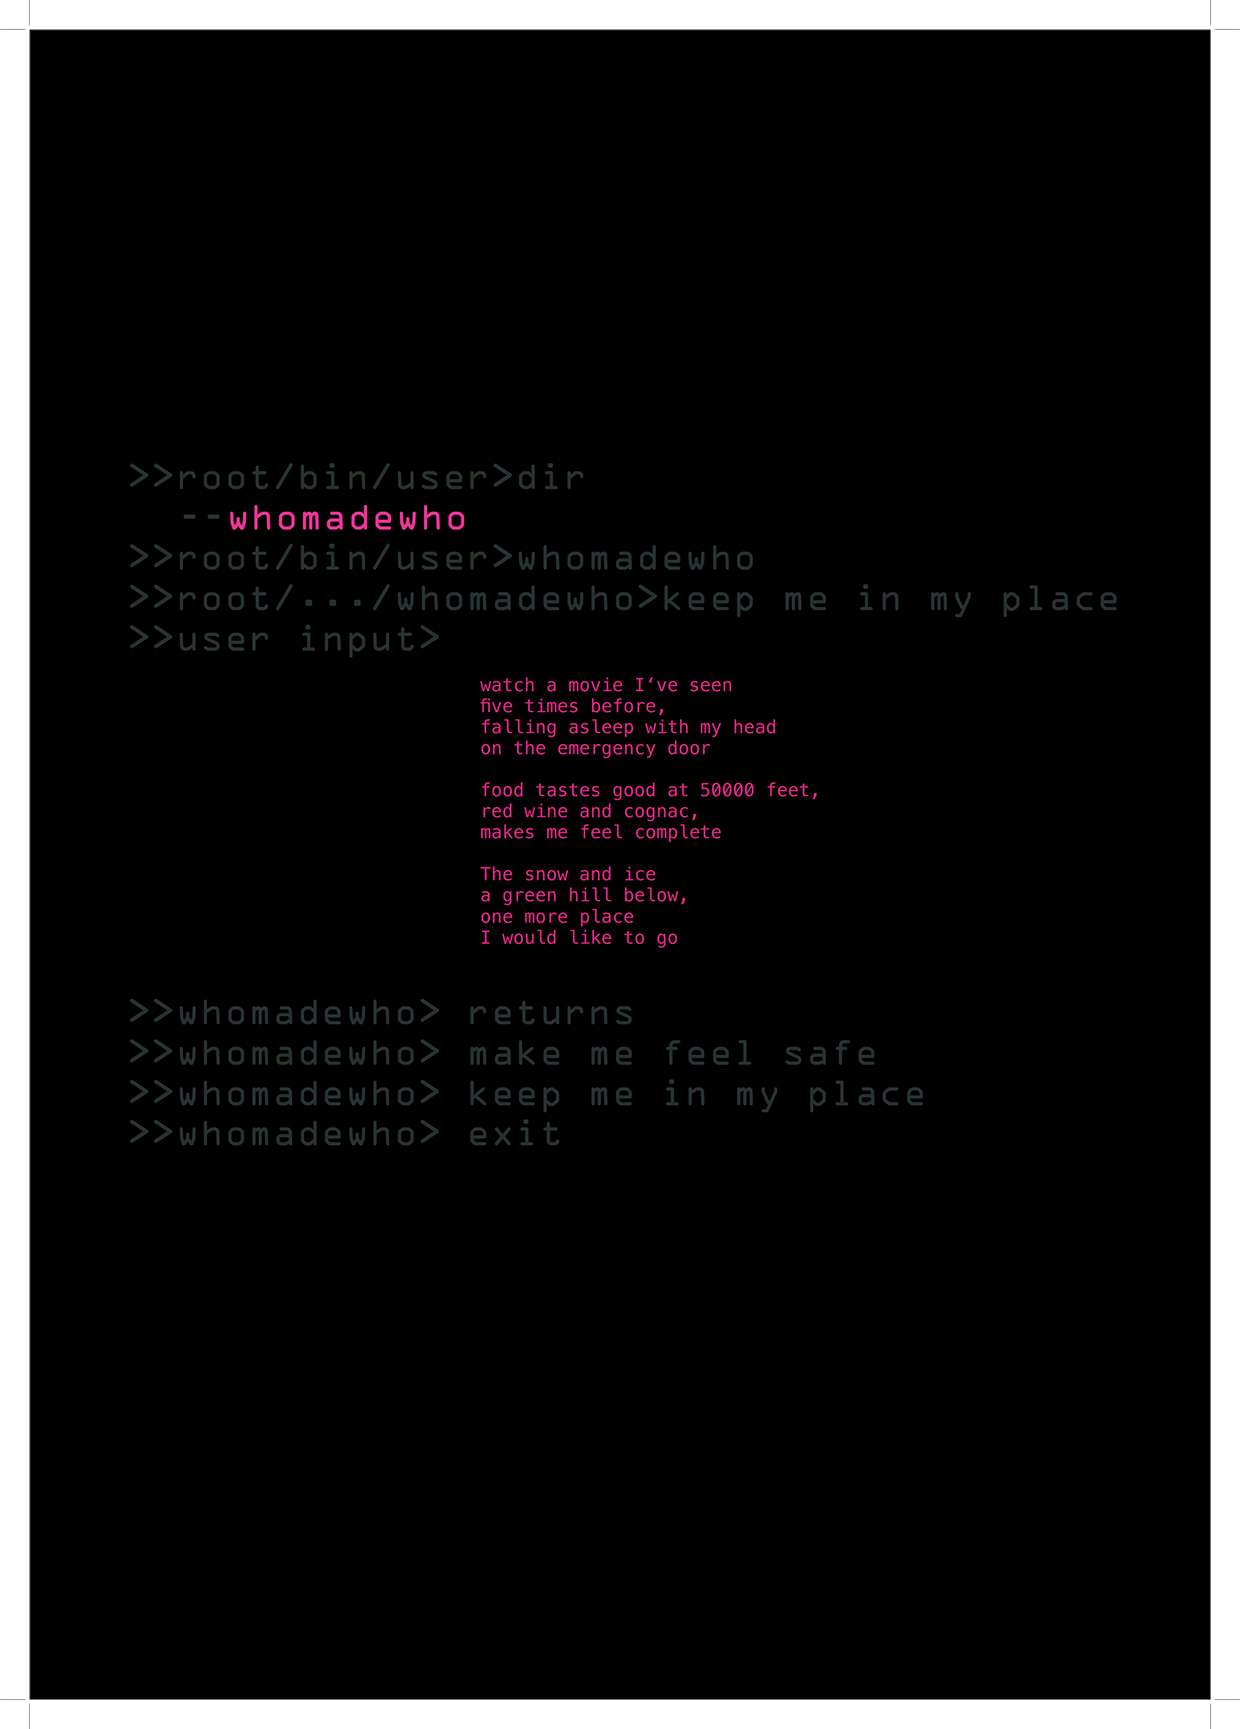 >>root/bin/user>dir
--whomadewho
>>root/bin/user>whomadewho
>>root/.../whomadewho>keep me in my place
>>user input>
watch a movie I‘ve seen
five times before,
falling asleep with my head
on the emergency door
food tastes good at 50000 feet,
red wine and cognac,
makes me feel complete
The snow and ice
a green hill below,
one more place
I would like to go
>>whomadewho> returns
>>whomadewho> make me feel safe
>>whomadewho> keep me in my place
>>whomadewho> exit